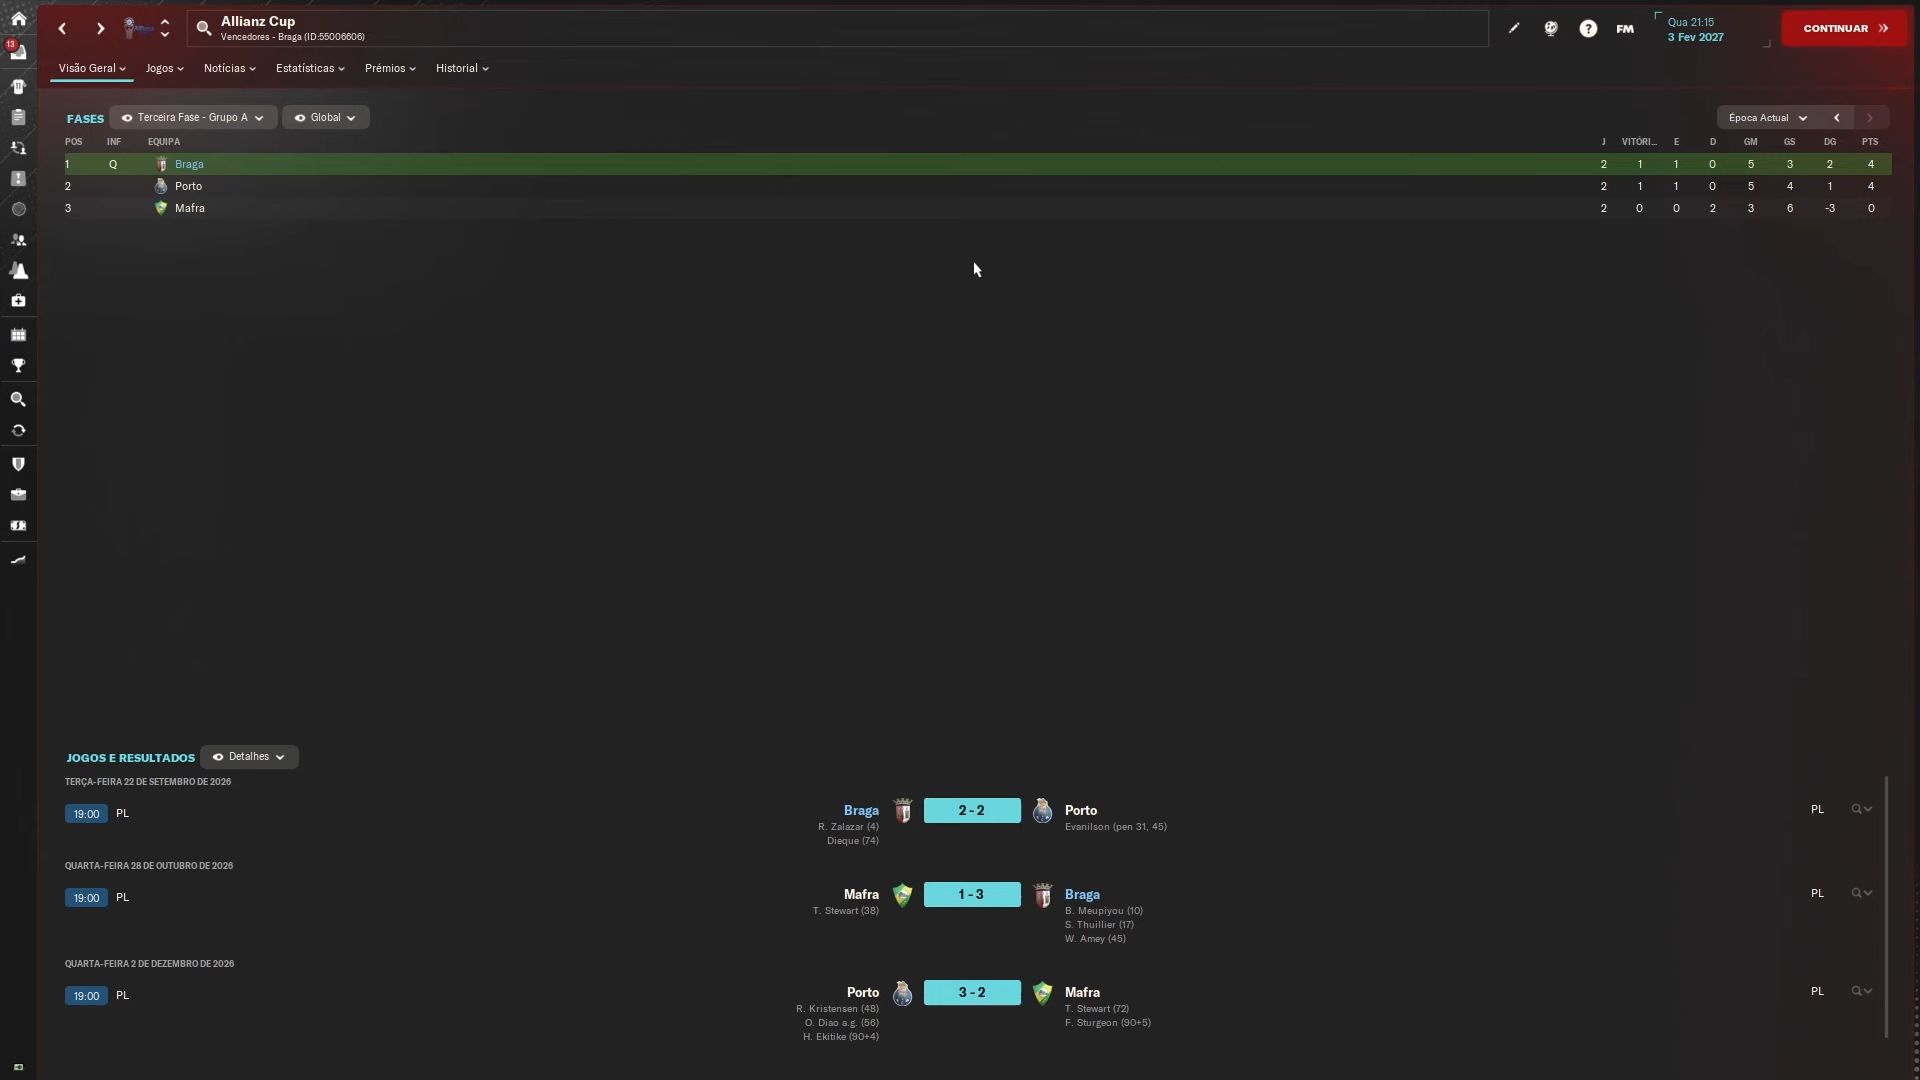 Allianz Cup
Vencedores - Braga (ID:55006606)
FM
Qua 21:15
3 Fev 2027
CONTINUAR
13
Visão Geral
Jogos
Notícias
Estatísticas
Prémios
Historial
FASES
Terceira Fase - Grupo A
Global
Época Actual
POS INF EQUIPA J VITÓRI... E D GM GS DG PTS
1 Q Braga 2 1 1 0 5 3 2 4
2 Porto 2 1 1 0 5 4 1 4
3 Mafra 2 0 0 2 3 6 -3 0
JOGOS E RESULTADOS
Detalhes
TERÇA-FEIRA 22 DE SETEMBRO DE 2026
19:00 PL Braga 2 - 2 Porto PL
R. Zalazar (4) Evanilson (pen 31, 45)
Dieque (74)
QUARTA-FEIRA 28 DE OUTUBRO DE 2026
19:00 PL Mafra 1 - 3 Braga PL
T. Stewart (38) B. Meupiyou (10)
S. Thuillier (17)
W. Amey (45)
QUARTA-FEIRA 2 DE DEZEMBRO DE 2026
19:00 PL Porto 3 - 2 Mafra PL
R. Kristensen (48) T. Stewart (72)
O. Diao a.g. (56) F. Sturgeon (90+5)
H. Ekitike (90+4)